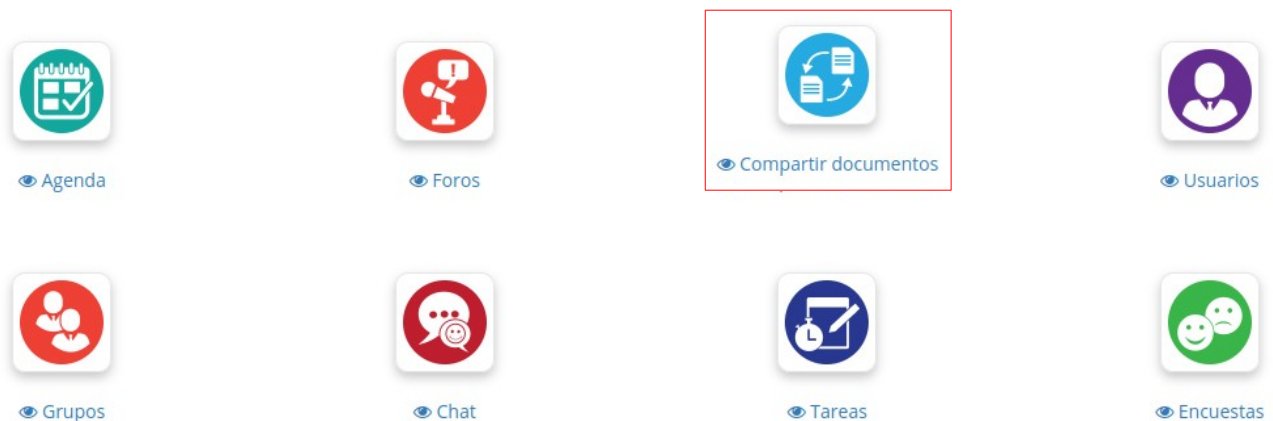 Agenda
Foros
Compartir documentos
Usuarios
Grupos
Chat
Tareas
Encuestas